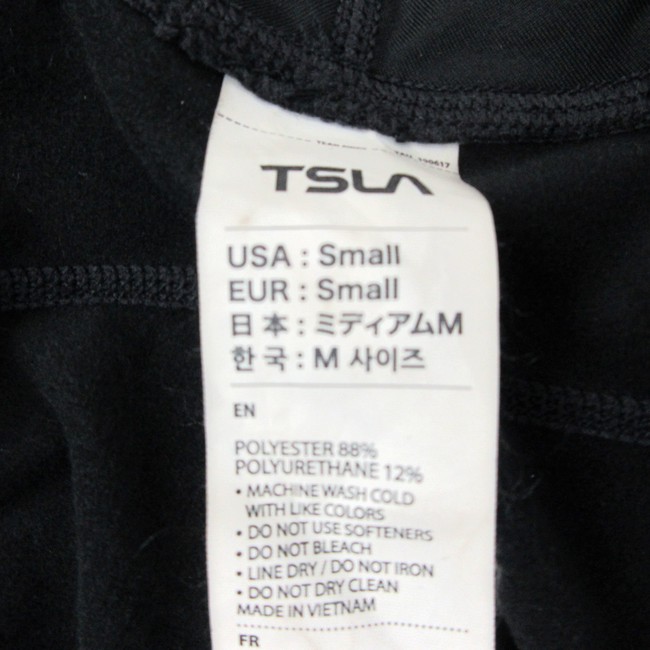 190617
TSLA
USA : Small
EUR : Small
日本 : ミディアムM
한국 : M 사이즈
EN
POLYESTER 88%
POLYURETHANE 12%
• MACHINE WASH COLD
WITH LIKE COLORS
• DO NOT USE SOFTENERS
• DO NOT BLEACH
• LINE DRY / DO NOT IRON
• DO NOT DRY CLEAN
MADE IN VIETNAM
FR